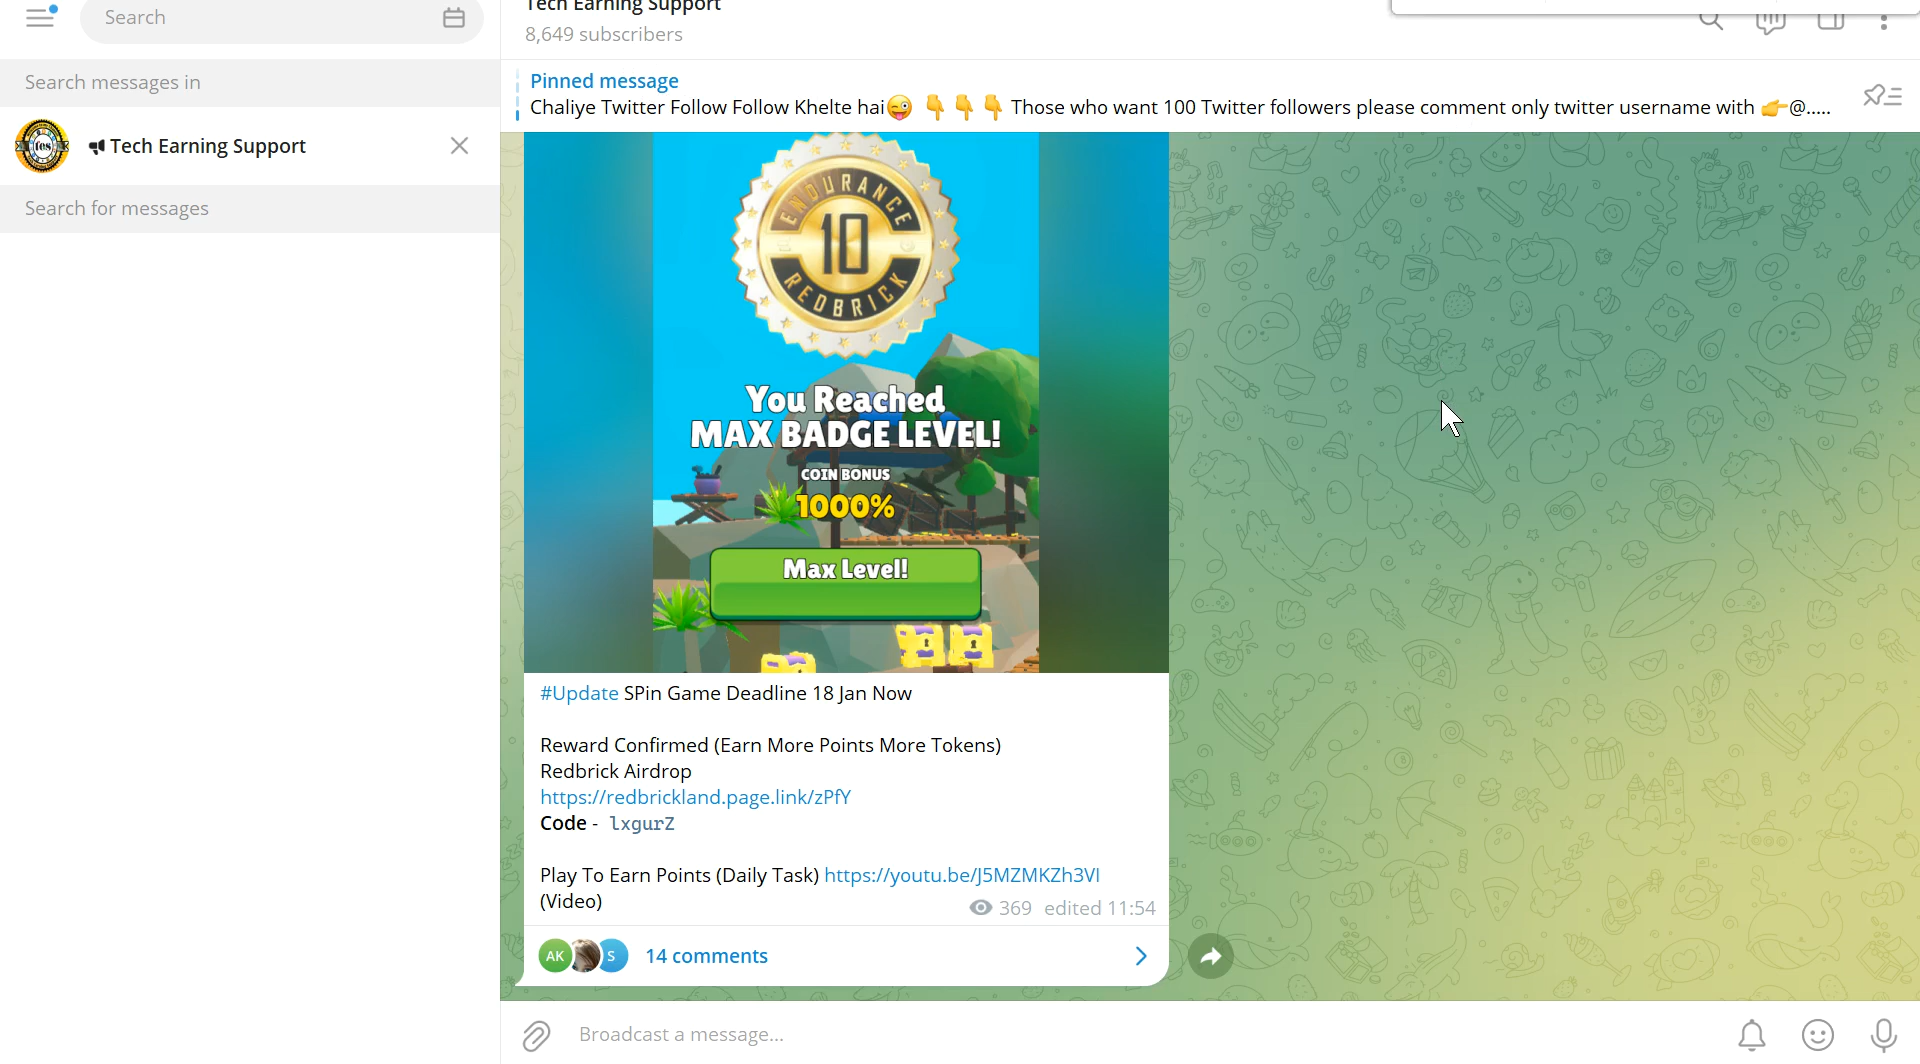 Search
Search messages in
Tech Earning Support
Search for messages
Tech Earning Support
8,649 subscribers
Pinned message
Chaliye Twitter Follow Follow Khelte hai😜 👇 👇 👇 Those who want 100 Twitter followers please comment only twitter username with 👉@.....
ENDURANCE
10
REDBRICK
You Reached
MAX BADGE LEVEL!
COIN BONUS
1000%
Max Level!
#Update SPin Game Deadline 18 Jan Now
Reward Confirmed (Earn More Points More Tokens)
Redbrick Airdrop
https://redbrickland.page.link/zPfY
Code - lxgurZ
Play To Earn Points (Daily Task) https://youtu.be/J5MZMKZh3VI
(Video)
369 edited 11:54
AK
S
14 comments
Broadcast a message...